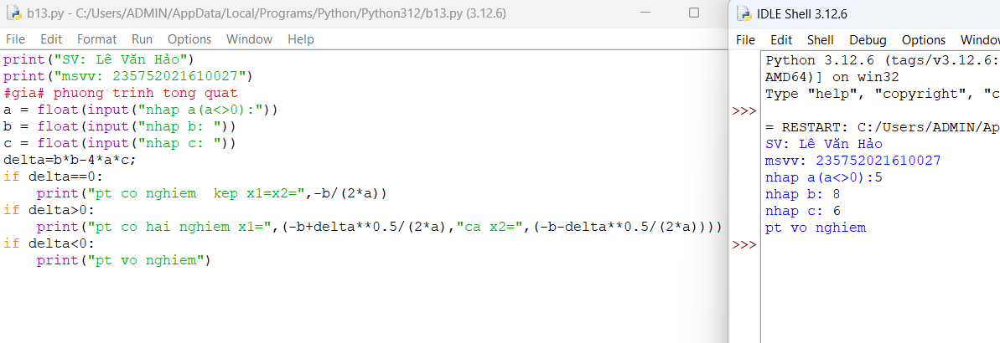 b13.py - C:/Users/ADMIN/AppData/Local/Programs/Python/Python312/b13.py (3.12.6)
File Edit Format Run Options Window Help
print("SV: Lê Văn Hảo")
print("msvv: 235752021610027")
#gia# phuong trinh tong quat
a = float(input("nhap a(a<>0):"))
b = float(input("nhap b: "))
c = float(input("nhap c: "))
delta=b*b-4*a*c;
if delta==0:
    print("pt co nghiem  kep x1=x2=",-b/(2*a))
if delta>0:
    print("pt co hai nghiem x1=",(-b+delta**0.5/(2*a),"ca x2=",(-b-delta**0.5/(2*a))))
if delta<0:
    print("pt vo nghiem")
IDLE Shell 3.12.6
File Edit Shell Debug Options Windov
Python 3.12.6 (tags/v3.12.6:
AMD64)] on win32
Type "help", "copyright", "c
>>>
= RESTART: C:/Users/ADMIN/Ap
SV: Lê Văn Hảo
msvv: 235752021610027
nhap a(a<>0):5
nhap b: 8
nhap c: 6
pt vo nghiem
>>>